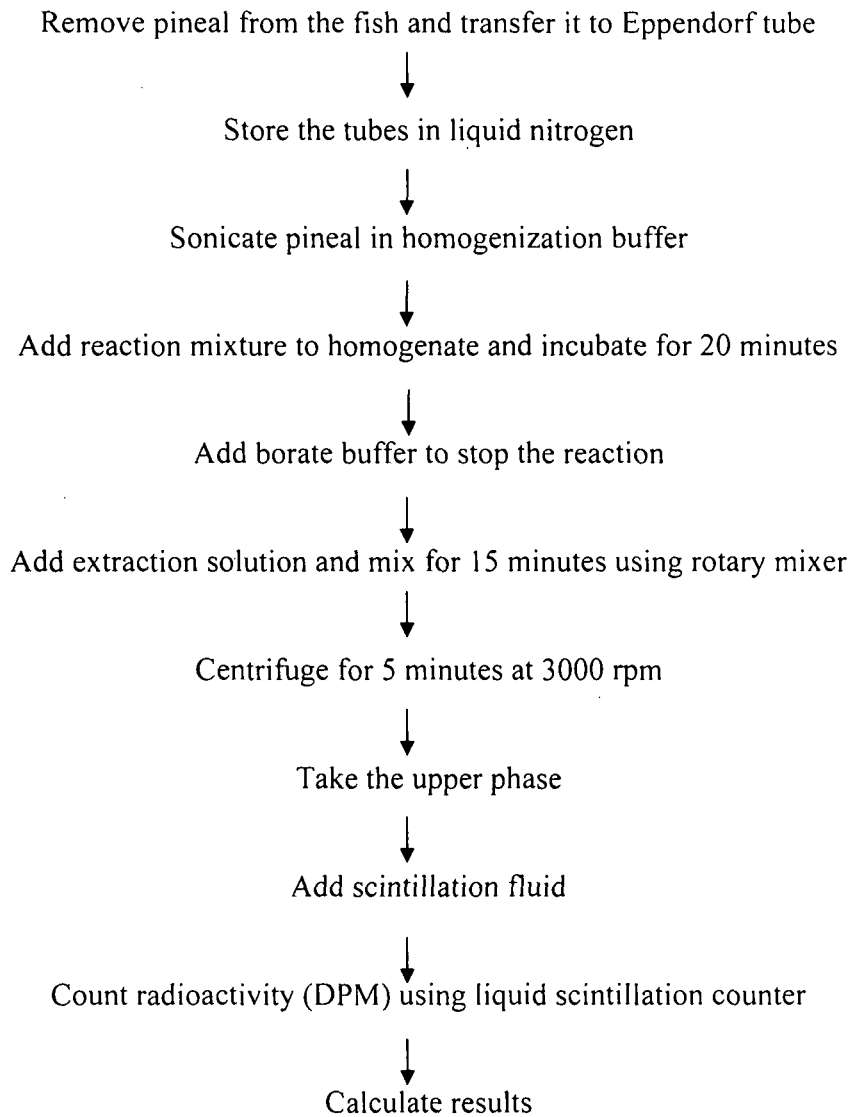 Remove pineal from the fish and transfer it to Eppendorf tube
Store the tubes in liquid nitrogen
Sonicate pineal in homogenization buffer
Add reaction mixture to homogenate and incubate for 20 minutes
Add borate buffer to stop the reaction
Add extraction solution and mix for 15 minutes using rotary mixer
Centrifuge for 5 minutes at 3000 rpm
Take the upper phase
Add scintillation fluid
Count radioactivity (DPM) using liquid scintillation counter
Calculate results